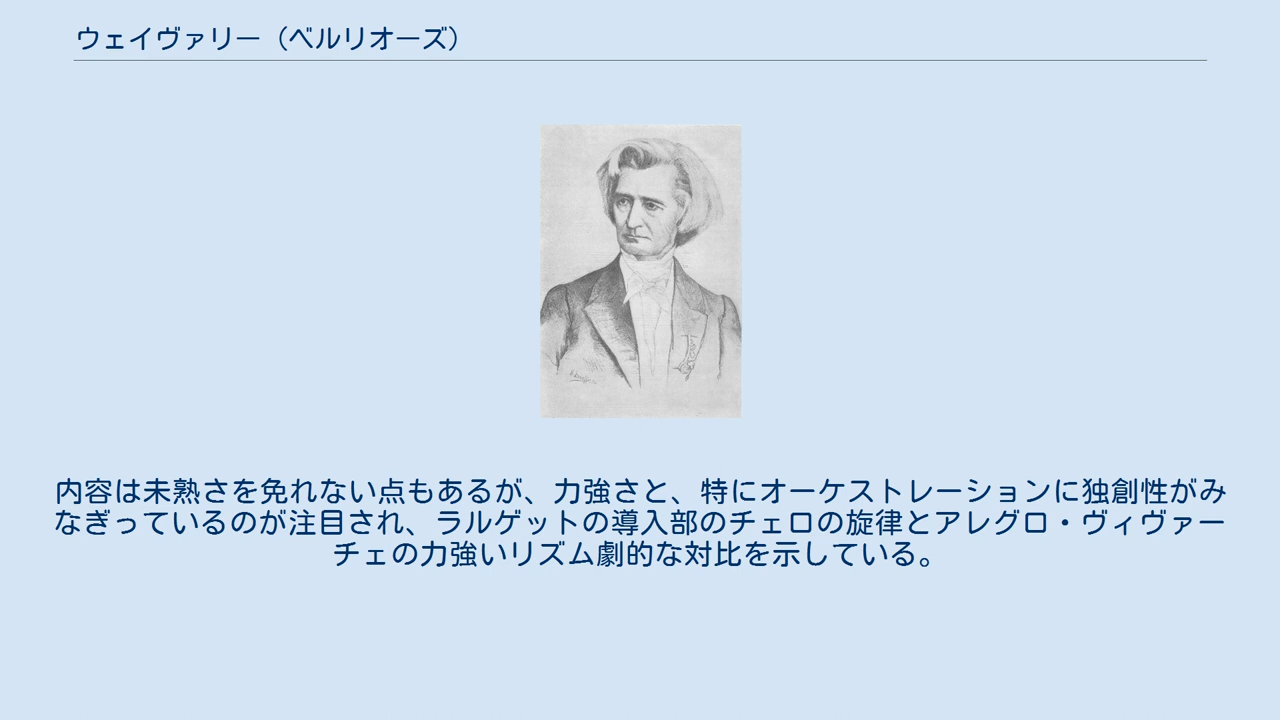 ウェイヴァリー（ベルリオーズ）
内容は未熟さを免れない点もあるが、力強さと、特にオーケストレーションに独創性がみ
なぎっているのが注目され、ラルゲットの導入部のチェロの旋律とアレグロ・ヴィヴァー
チェの力強いリズム劇的な対比を示している。